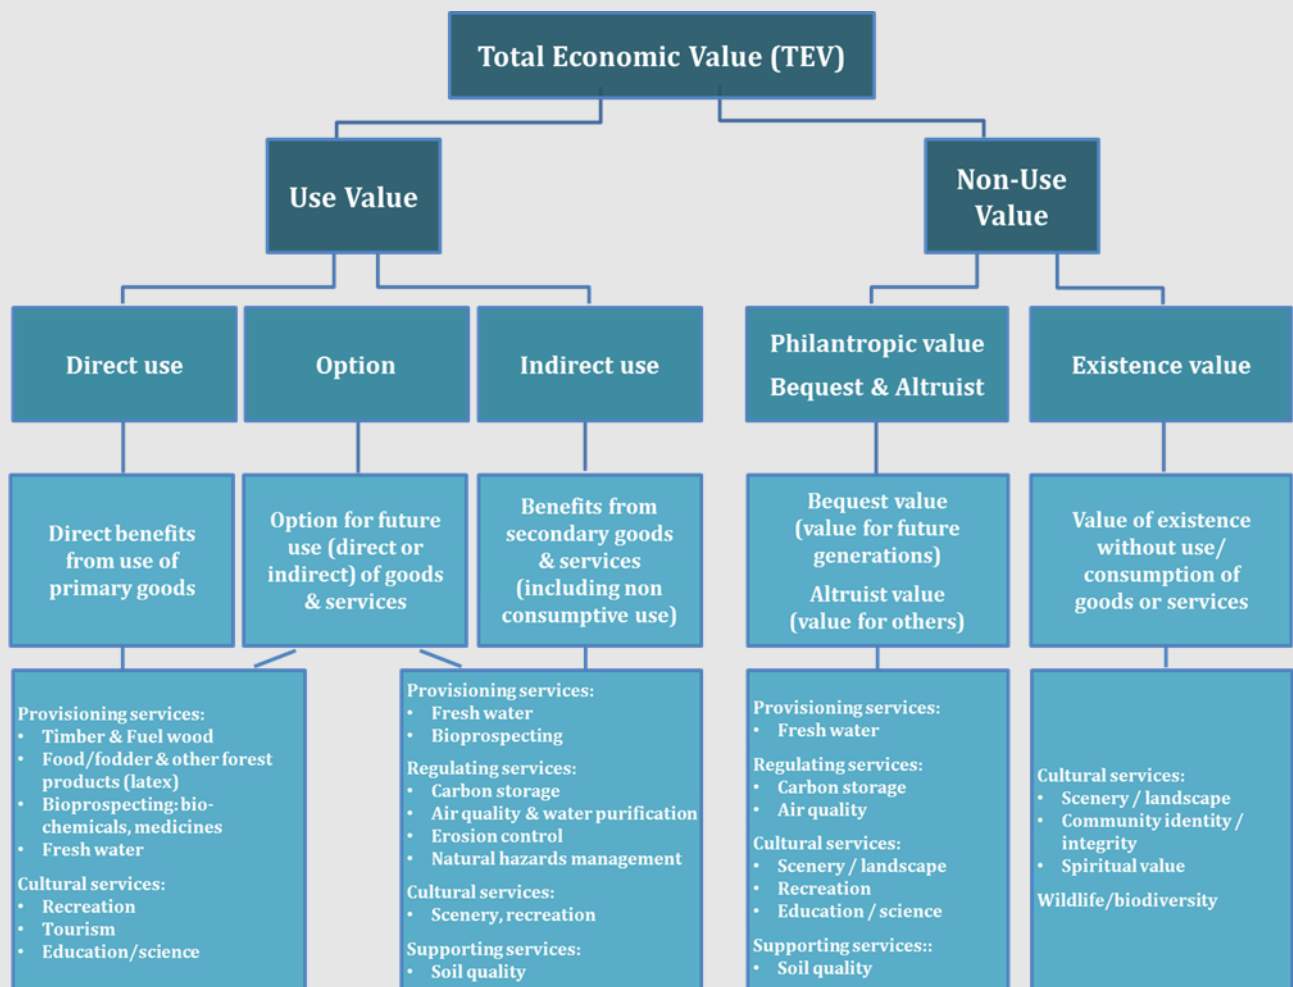 Total Economic Value (TEV)
Use Value
Non-Use
Value
Direct use
Option
Indirect use
Philantropic value
Bequest & Altruist
Existence value
Direct benefits
from use of
primary goods
Option for future
use (direct or
indirect) of goods
& services
Benefits from
secondary goods
& services
(including non
consumptive use)
Bequest value
(value for future
generations)
Altruist value
(value for others)
Value of existence
without use/
consumption of
goods or services
Provisioning services:
• Timber & Fuel wood
• Food/fodder & other forest
products (latex)
• Bioprospecting: bio-
chemicals, medicines
• Fresh water
Cultural services:
• Recreation
• Tourism
• Education/science
Provisioning services:
• Fresh water
• Bioprospecting
Regulating services:
• Carbon storage
• Air quality & water purification
• Erosion control
• Natural hazards management
Cultural services:
• Scenery, recreation
Supporting services:
• Soil quality
Provisioning services:
• Fresh water
Regulating services:
• Carbon storage
• Air quality
Cultural services:
• Scenery / landscape
• Recreation
• Education / science
Supporting services::
• Soil quality
Cultural services:
• Scenery / landscape
• Community identity /
integrity
• Spiritual value
Wildlife/biodiversity